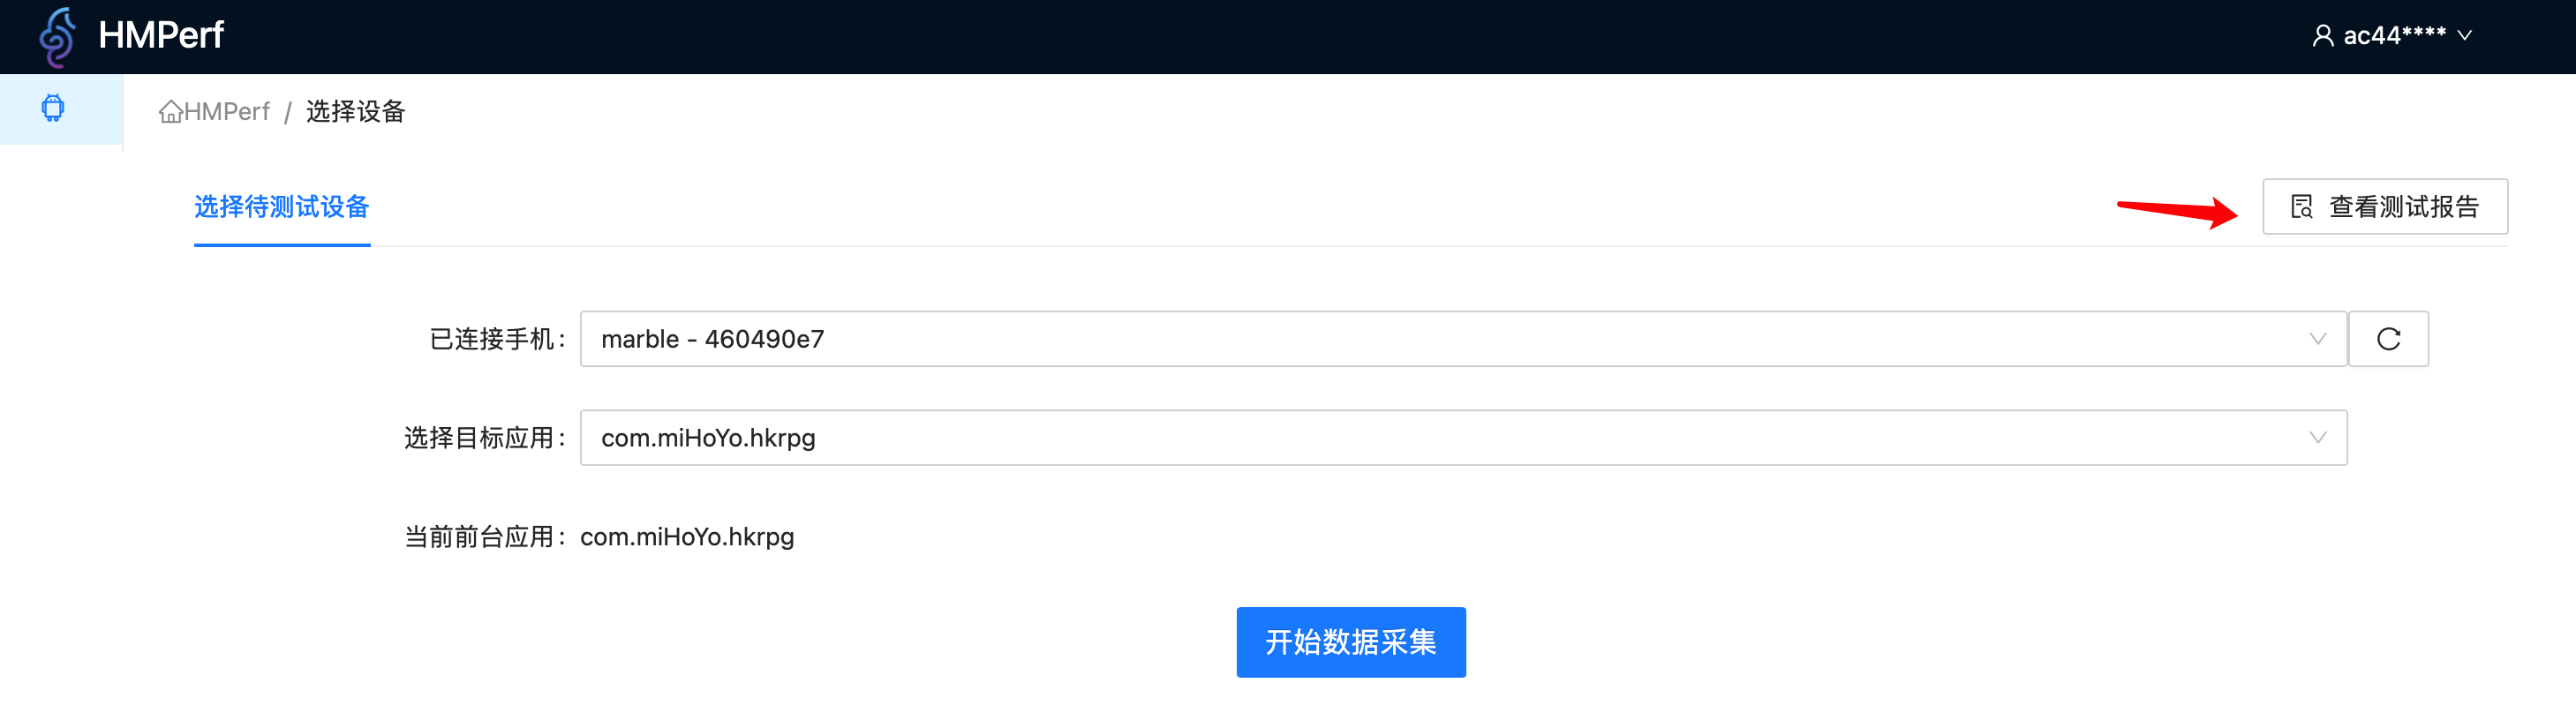 HMPerf
ac44****
HMPerf / 选择设备
选择待测试设备
查看测试报告
已连接手机： marble - 460490e7
选择目标应用： com.miHoYo.hkrpg
当前前台应用： com.miHoYo.hkrpg
开始数据采集